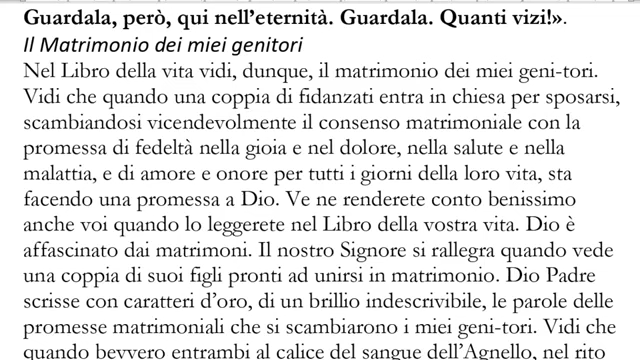 Guardala, però, qui nell’eternità. Guardala. Quanti vizi!».
Il Matrimonio dei miei genitori
Nel Libro della vita vidi, dunque, il matrimonio dei miei geni-tori.
Vidi che quando una coppia di fidanzati entra in chiesa per sposarsi,
scambiandosi vicendevolmente il consenso matrimoniale con la
promessa di fedeltà nella gioia e nel dolore, nella salute e nella
malattia, e di amore e onore per tutti i giorni della loro vita, sta
facendo una promessa a Dio. Ve ne renderete conto benissimo
anche voi quando lo leggerete nel Libro della vostra vita. Dio è
affascinato dai matrimoni. Il nostro Signore si rallegra quando vede
una coppia di suoi figli pronti ad unirsi in matrimonio. Dio Padre
scrisse con caratteri d’oro, di un brillio indescrivibile, le parole delle
promesse matrimoniali che si scambiarono i miei geni-tori. Vidi che
quando bevvero entrambi al calice del sangue dell’Agnello, nel rito